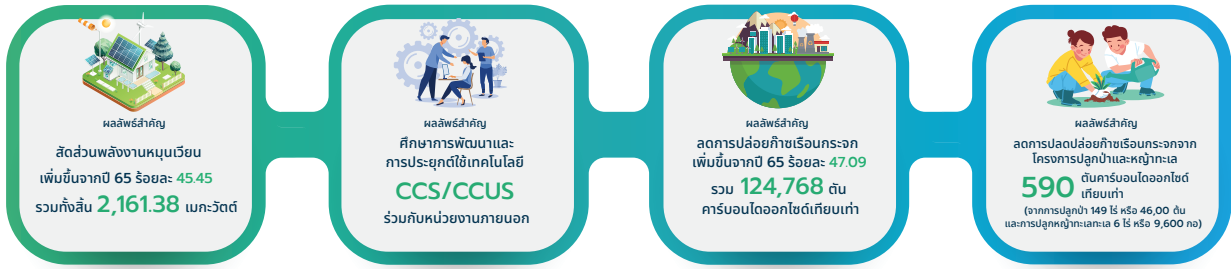 ผลลัพธ์สำคัญ
สัดส่วนพลังงานหมุนเวียน
เพิ่มขึ้นจากปี 65 ร้อยละ 45.45
รวมทั้งสิ้น 2,161.38 เมกะวัตต์
ผลลัพธ์สำคัญ
ศึกษาการพัฒนาและ
การประยุกต์ใช้เทคโนโลยี
CCS/CCUS
ร่วมกับหน่วยงานภายนอก
ผลลัพธ์สำคัญ
ลดการปล่อยก๊าซเรือนกระจก
เพิ่มขึ้นจากปี 65 ร้อยละ 47.09
รวม 124,768 ตัน
คาร์บอนไดออกไซด์เทียบเท่า
ผลลัพธ์สำคัญ
ลดการปลดปล่อยก๊าซเรือนกระจกจาก
โครงการปลูกป่าและหญ้าทะเล
590 ตันคาร์บอนไดออกไซด์
เทียบเท่า
(จากการปลูกป่า 149 ไร่ หรือ 46,00 ต้น
และการปลูกหญ้าทะเลทะเล 6 ไร่ หรือ 9,600 กอ)